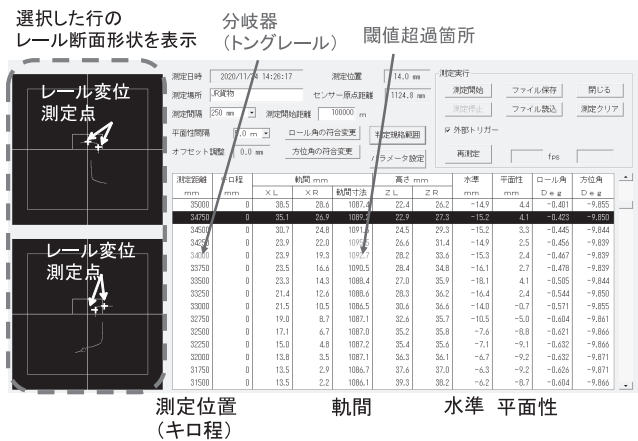 選択した行の
レール断面形状を表示
分岐器
(トングレール)
閾値超過箇所
レール変位
測定点
レール変位
測定点
測定日時 2020/11/14 14:26:17 測定位置 14.0 mm
測定場所 JR貨物 センサー原点距離 1124.8 mm
測定間隔 250 mm 測定開始距離 100000 m
平面性間隔 5.0 m ロール角の符合変更 判定規格範囲
オフセット調整 0.0 mm 方位角の符合変更 パラメータ設定
測定実行
測定開始 ファイル保存 閉じる
測定停止 ファイル読込 測定クリア
外部トリガー
再測定 fps
測定距離 キロ程 軌間 mm 高さ mm 水準 平面性 ロール角 方位角
mm mm XL XR 軌間寸法 ZL ZR mm mm Deg Deg
35000 0 38.5 28.6 1087.4 22.4 26.2 -14.9 4.4 -0.401 -9.855
34750 0 35.1 26.9 1089.2 22.9 27.3 -15.2 4.1 -0.423 -9.850
34500 0 30.7 24.8 1091.6 24.5 29.3 -15.2 3.3 -0.445 -9.844
34250 0 23.9 22.0 1095.5 26.6 31.4 -14.9 2.5 -0.456 -9.839
34000 0 23.9 19.3 1092.7 28.2 33.6 -15.3 2.4 -0.467 -9.839
33750 0 23.5 16.6 1090.5 28.4 34.8 -16.1 2.7 -0.478 -9.839
33500 0 23.3 14.3 1088.4 27.0 35.9 -18.1 4.1 -0.505 -9.844
33250 0 21.4 12.6 1088.6 28.3 36.2 -16.4 2.4 -0.544 -9.850
33000 0 21.5 10.5 1086.5 30.6 36.6 -14.0 -0.7 -0.571 -9.855
32750 0 19.0 8.7 1087.1 32.6 35.7 -10.5 -5.0 -0.604 -9.861
32500 0 17.1 6.7 1087.0 35.2 35.8 -7.6 -8.8 -0.621 -9.866
32250 0 15.0 4.8 1087.2 35.4 35.6 -7.1 -9.1 -0.632 -9.866
32000 0 13.8 3.5 1087.1 36.3 36.1 -6.7 -9.2 -0.632 -9.871
31750 0 13.5 2.9 1086.7 37.6 37.0 -6.3 -9.2 -0.626 -9.871
31500 0 13.5 2.2 1086.1 39.3 38.2 -6.2 -8.7 -0.604 -9.866
測定位置
(キロ程)
軌間
水準
平面性